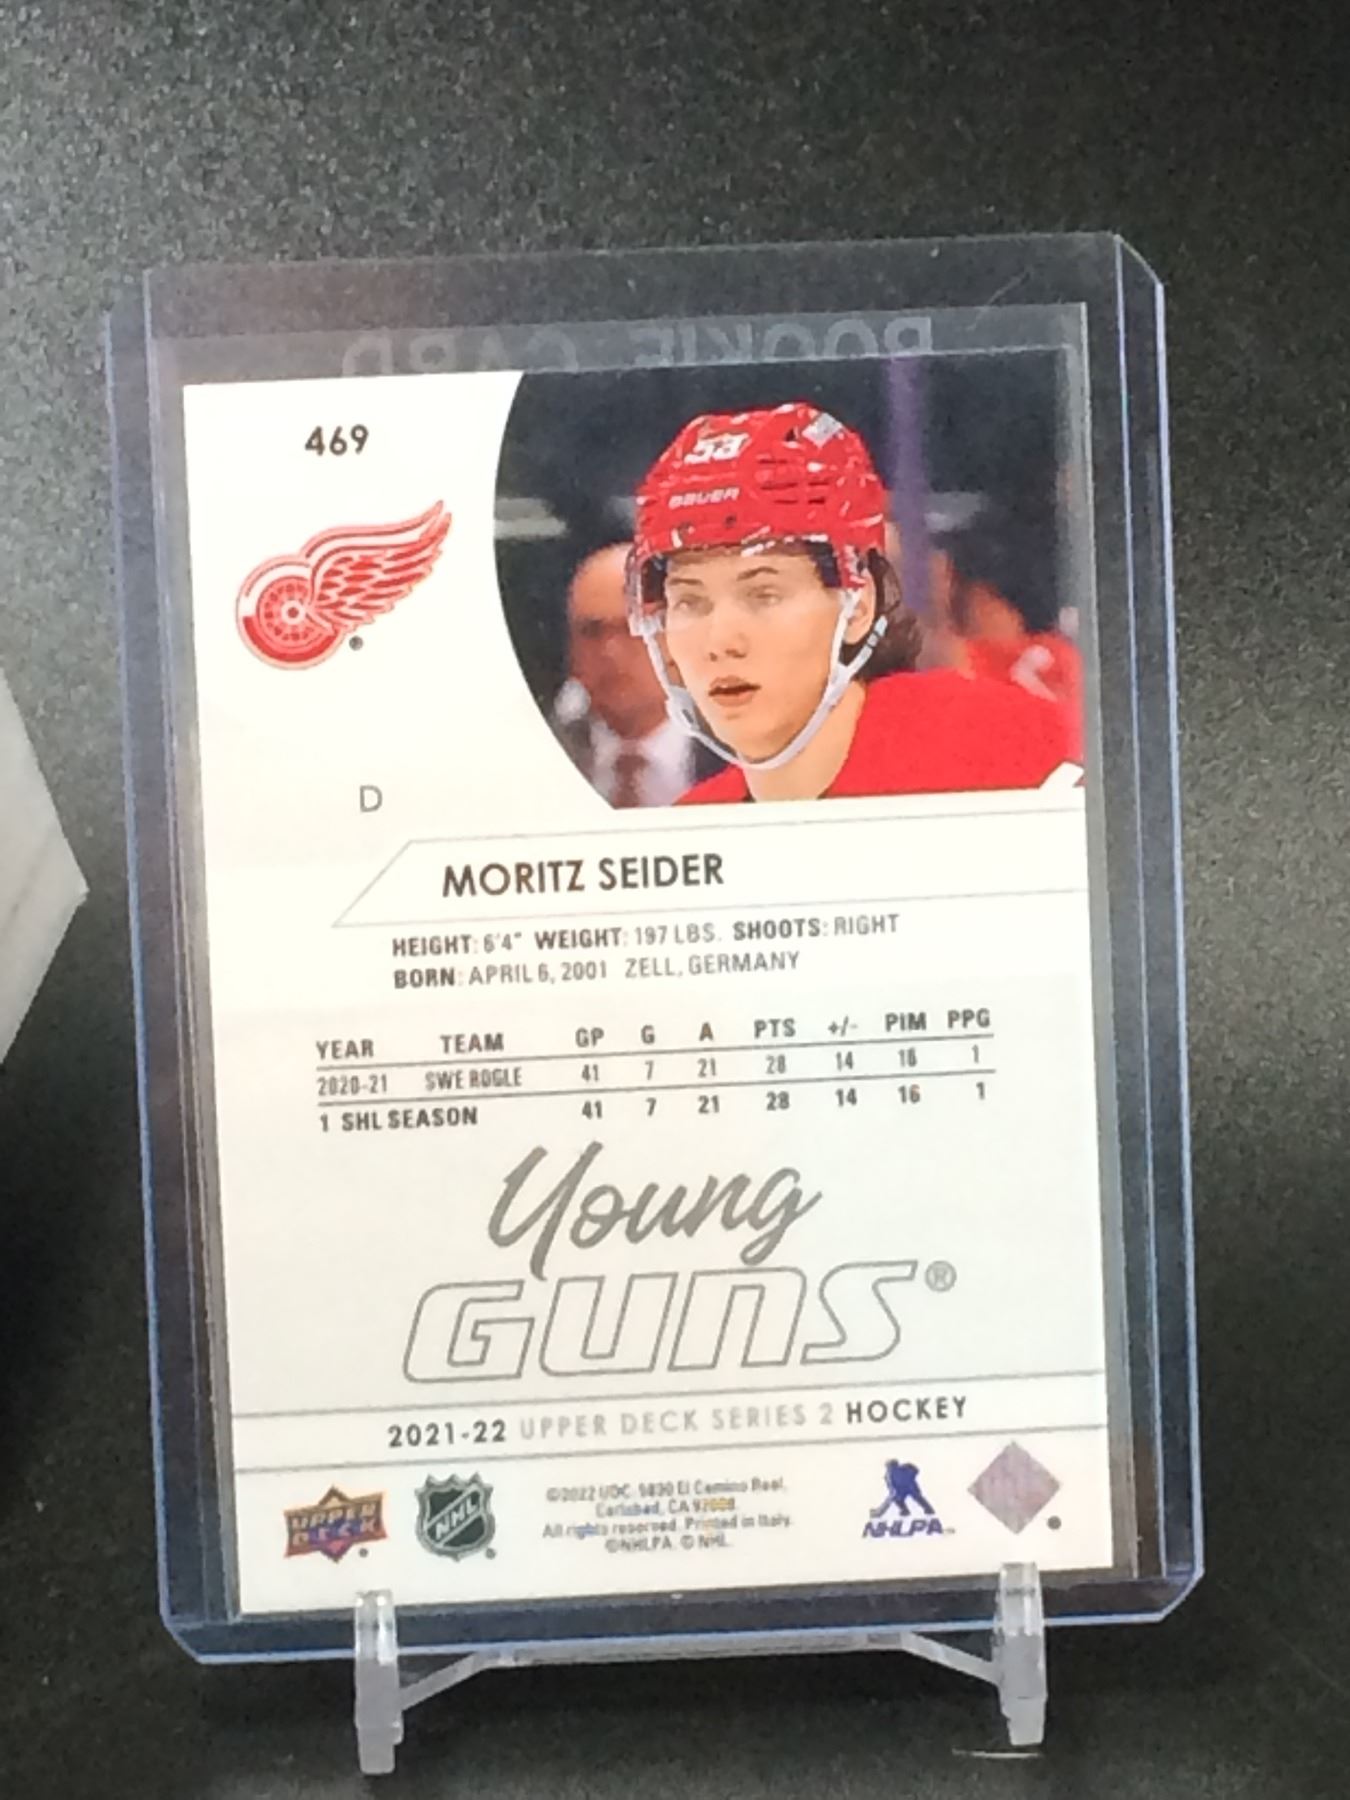 ROOKIE CARD
469
53
BAUER
D
MORITZ SEIDER
HEIGHT: 6'4" WEIGHT: 197 LBS. SHOOTS: RIGHT
BORN: APRIL 6, 2001 ZELL, GERMANY
YEAR TEAM GP G A PTS +/- PIM PPG
2020-21 SWE ROGLE 41 7 21 28 14 16 1
1 SHL SEASON 41 7 21 28 14 16 1
Young
GUNS®
2021-22 UPPER DECK SERIES 2 HOCKEY
UPPER
DECK
NHL
©2022 UDC. 5830 El Camino Real,
Carlsbad, CA 92008.
All rights reserved. Printed in Italy.
©NHLPA. © NHL.
NHLPA